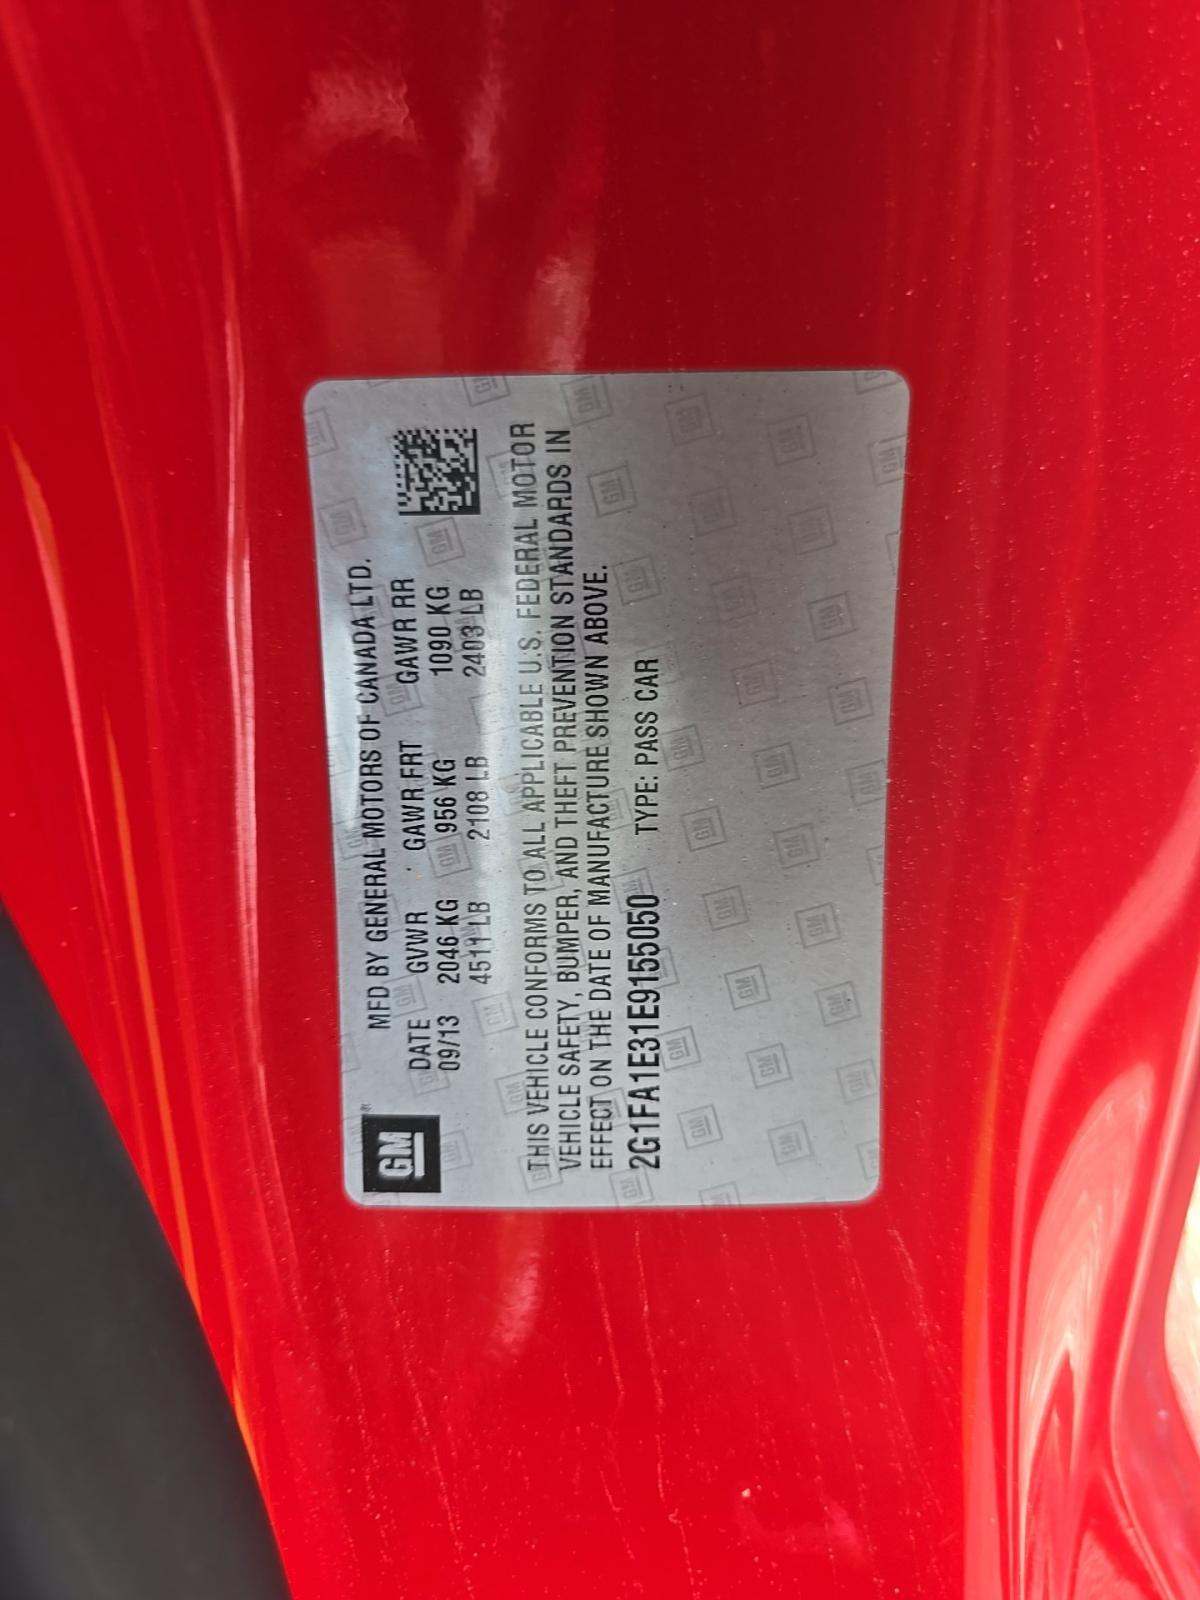 GM®
MFD BY GENERAL MOTORS OF CANADA LTD.
DATE GVWR GAWR FRT GAWR RR
09/13 2046 KG 956 KG 1090 KG
4511 LB 2108 LB 2403 LB
THIS VEHICLE CONFORMS TO ALL APPLICABLE U.S. FEDERAL MOTOR
VEHICLE SAFETY, BUMPER, AND THEFT PREVENTION STANDARDS IN
EFFECT ON THE DATE OF MANUFACTURE SHOWN ABOVE.
2G1FA1E31E9155050 TYPE: PASS CAR